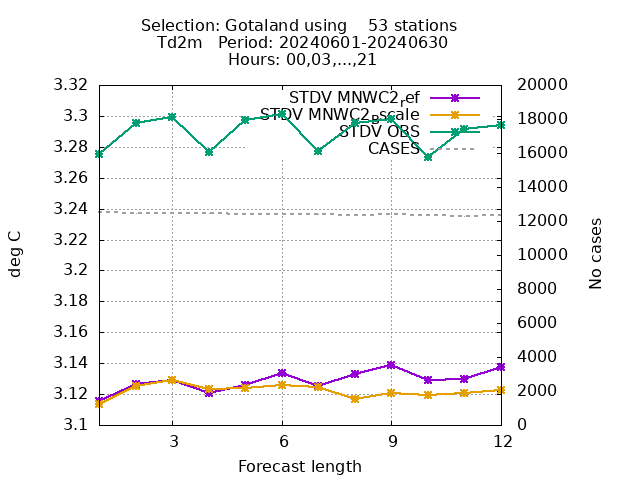 Selection: Gotaland using    53 stations
Td2m   Period: 20240601-20240630
Hours: 00,03,...,21
STDV MNWC2_ref
STDV MNWC2_Bscale
STDV OBS
CASES
3.32
3.3
3.28
3.26
3.24
3.22
3.2
3.18
3.16
3.14
3.12
3.1
20000
18000
16000
14000
12000
10000
8000
6000
4000
2000
0
deg C
No cases
3
6
9
12
Forecast length